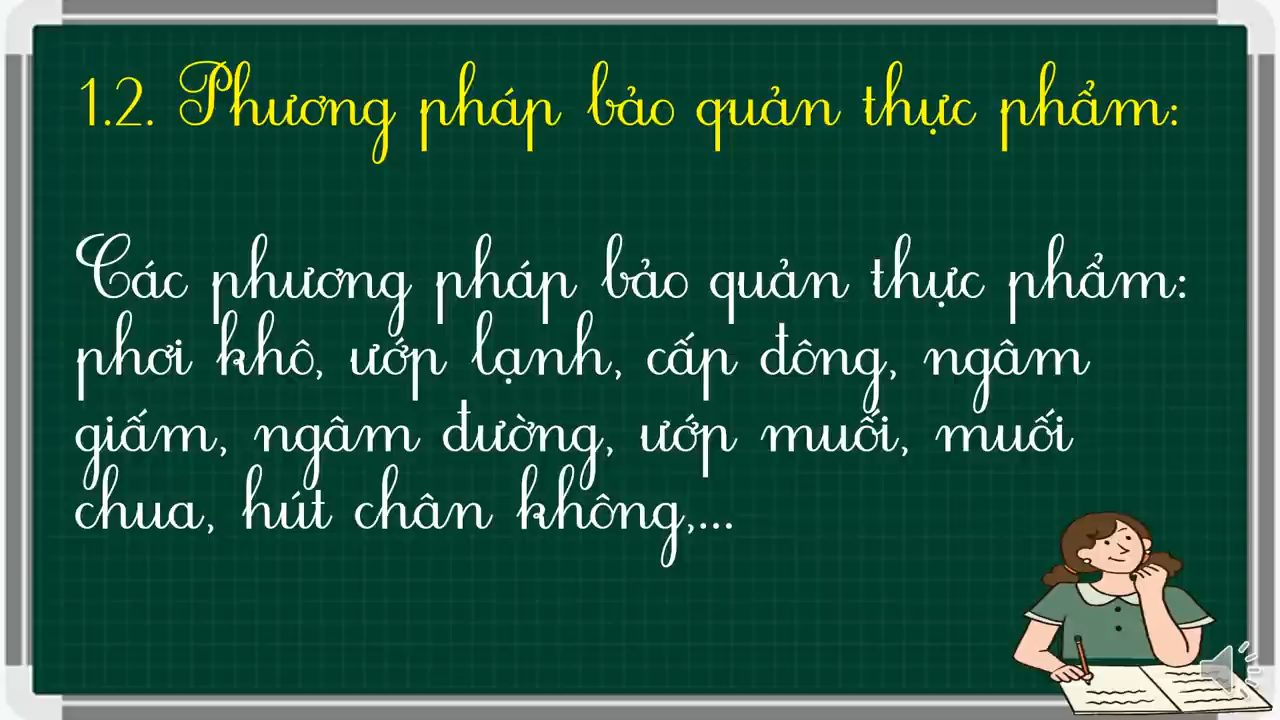 1.2. Phương pháp bảo quản thực phẩm:
Các phương pháp bảo quản thực phẩm:
phơi khô, ướp lạnh, cấp đông, ngâm
giấm, ngâm đường, ướp muối, muối
chua, hút chân không,...